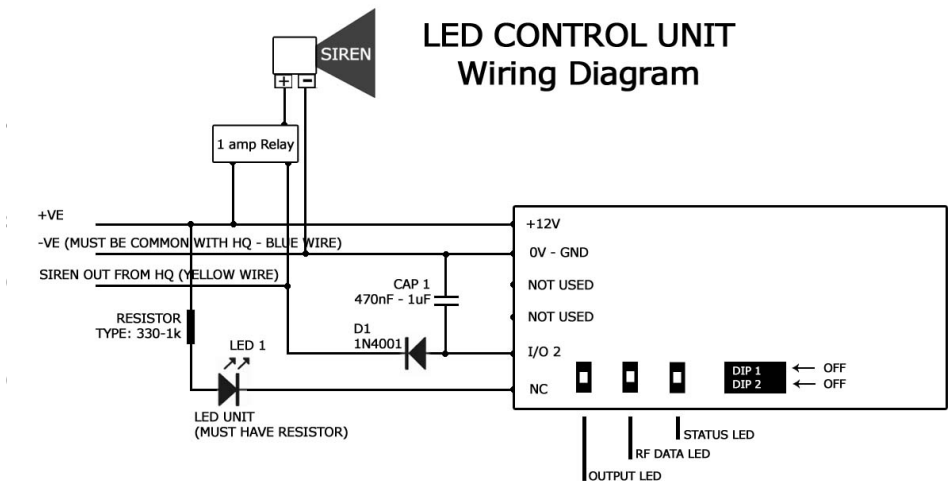 LED CONTROL UNIT
Wiring Diagram
SIREN
+ −
1 amp Relay
+VE
-VE (MUST BE COMMON WITH HQ - BLUE WIRE)
SIREN OUT FROM HQ (YELLOW WIRE)
+12V
0V - GND
NOT USED
NOT USED
I/O 2
NC
CAP 1
470nF - 1uF
D1
1N4001
RESISTOR
TYPE: 330-1k
LED 1
LED UNIT
(MUST HAVE RESISTOR)
DIP 1 ← OFF
DIP 2 ← OFF
STATUS LED
RF DATA LED
OUTPUT LED